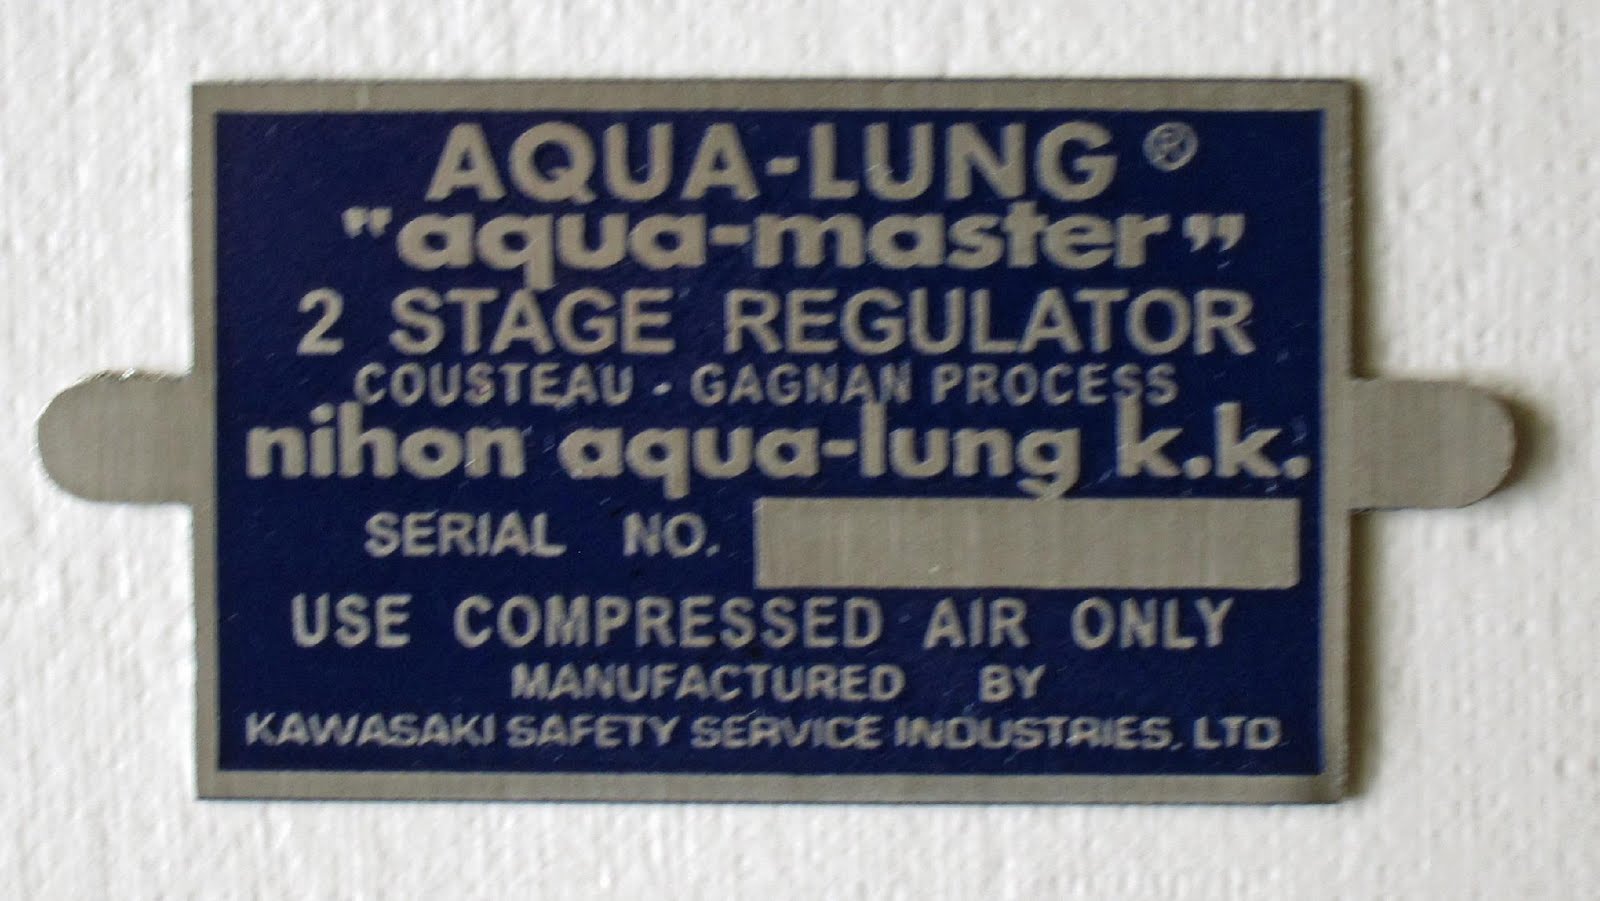 AQUA-LUNG ®
"aqua-master"
2 STAGE REGULATOR
COUSTEAU - GAGNAN PROCESS
nihon aqua-lung k.k.
SERIAL NO.
USE COMPRESSED AIR ONLY
MANUFACTURED BY
KAWASAKI SAFETY SERVICE INDUSTRIES, LTD